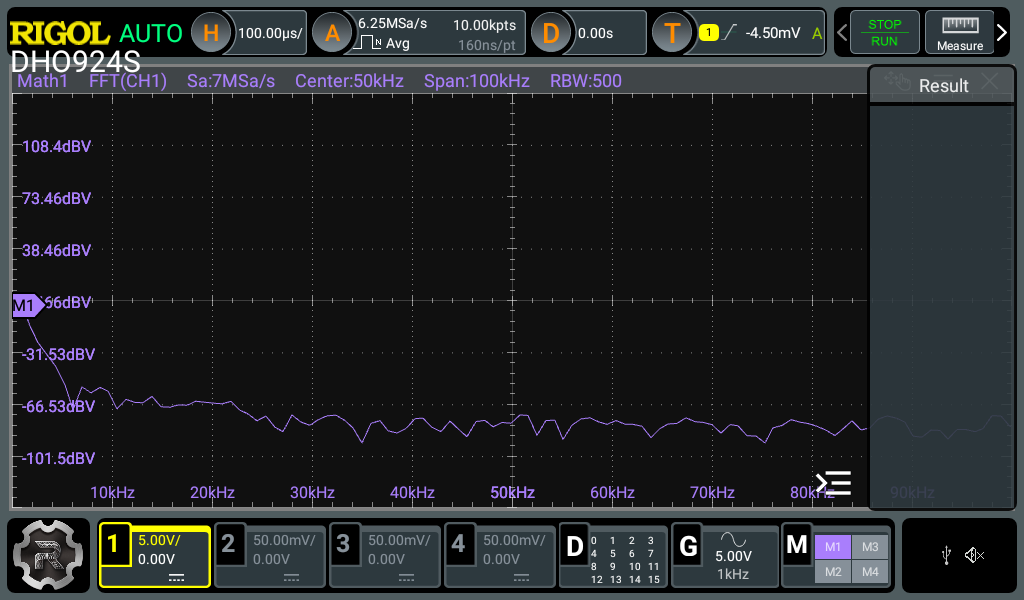 RIGOL AUTO H 100.00µs/ A 6.25MSa/s 10.00kpts D 0.00s T 1 -4.50mV A STOP
N Avg 160ns/pt RUN Measure
DHO924S
Math1 FFT(CH1) Sa:7MSa/s Center:50kHz Span:100kHz RBW:500 Result
108.4dBV
73.46dBV
38.46dBV
M1 96dBV
-31.53dBV
-66.53dBV
-101.5dBV
10kHz 20kHz 30kHz 40kHz 50kHz 60kHz 70kHz 80kHz 90kHz
1 5.00V/ 2 50.00mV/ 3 50.00mV/ 4 50.00mV/ D 0 1 2 3 G 5.00V M M1 M3
0.00V 0.00V 0.00V 0.00V 4 5 6 7 1kHz M2 M4
8 9 10 11
12 13 14 15
R